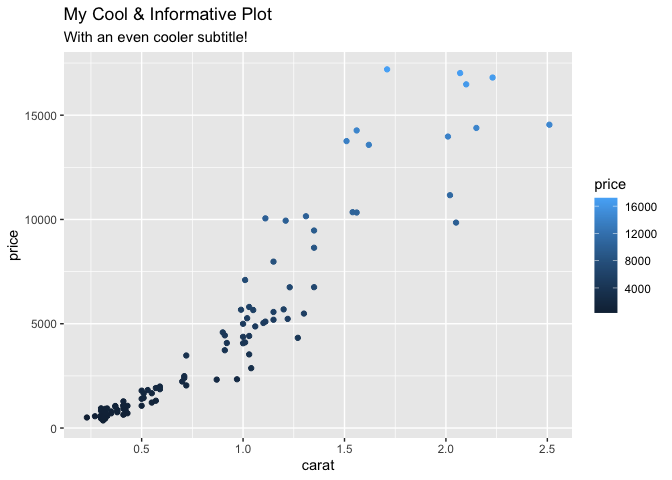 My Cool & Informative Plot
With an even cooler subtitle!
price
15000
10000
5000
0
0.5 1.0 1.5 2.0 2.5
carat
price
16000
12000
8000
4000